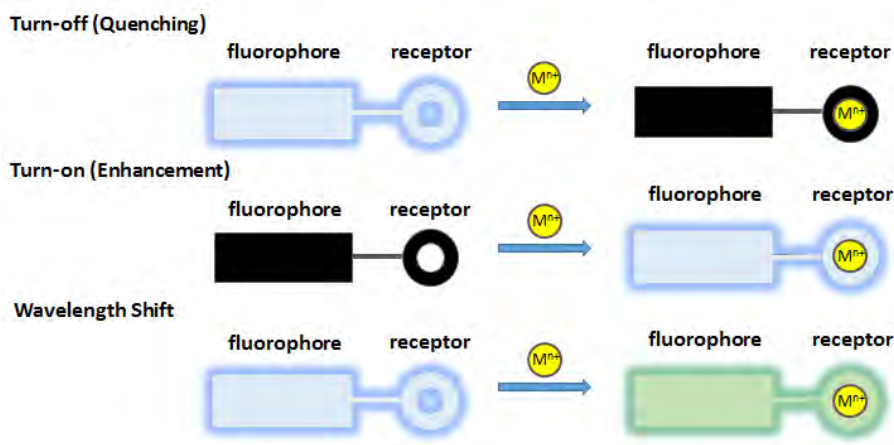 Turn-off (Quenching)
fluorophore receptor fluorophore receptor
Mⁿ⁺
Mⁿ⁺
Turn-on (Enhancement)
fluorophore receptor fluorophore receptor
Mⁿ⁺
Mⁿ⁺
Wavelength Shift
fluorophore receptor fluorophore receptor
Mⁿ⁺
Mⁿ⁺